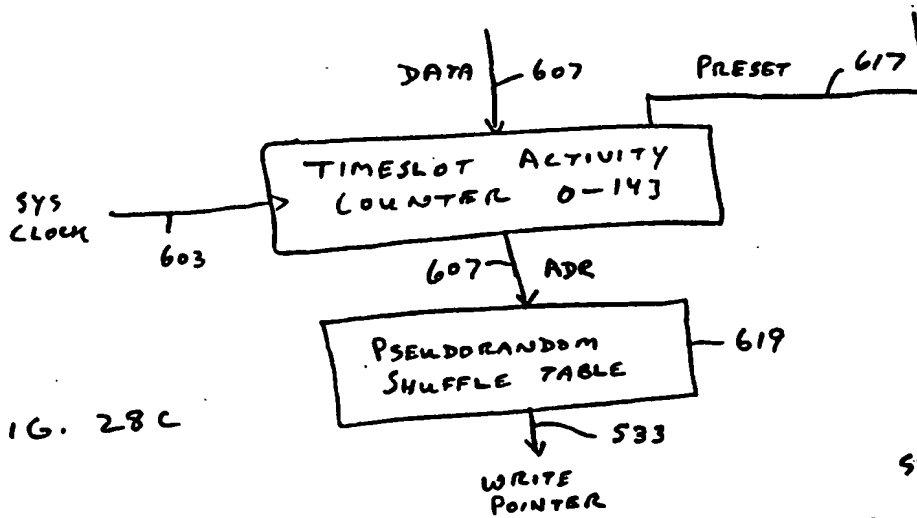 DATA 607
PRESET 617
TIMESLOT ACTIVITY
COUNTER 0-143
SYS
CLOCK
603
607 ADR
PSEUDORANDOM
SHUFFLE TABLE
619
IG. 28C
533
WRITE
POINTER
S